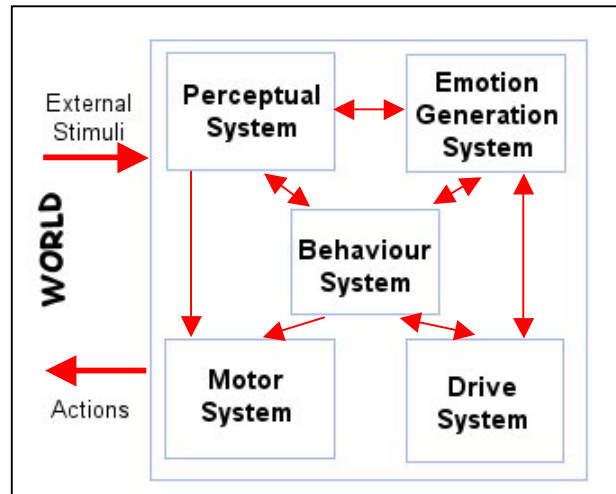 External
Stimuli
WORLD
Actions
Perceptual
System
Emotion
Generation
System
Behaviour
System
Motor
System
Drive
System